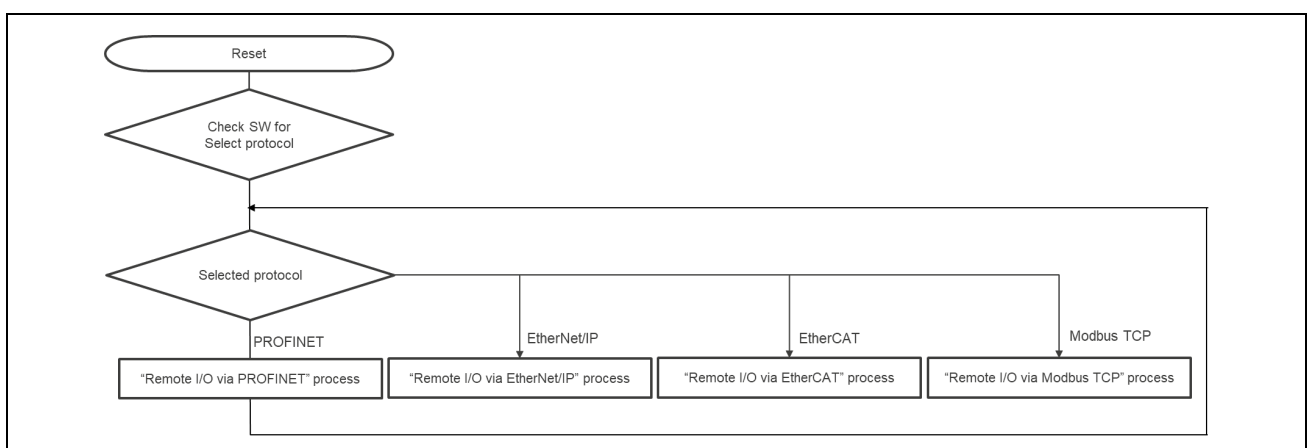 Reset
Check SW for
Select protocol
Selected protocol
PROFINET
EtherNet/IP
EtherCAT
Modbus TCP
“Remote I/O via PROFINET” process
“Remote I/O via EtherNet/IP” process
“Remote I/O via EtherCAT” process
“Remote I/O via Modbus TCP” process